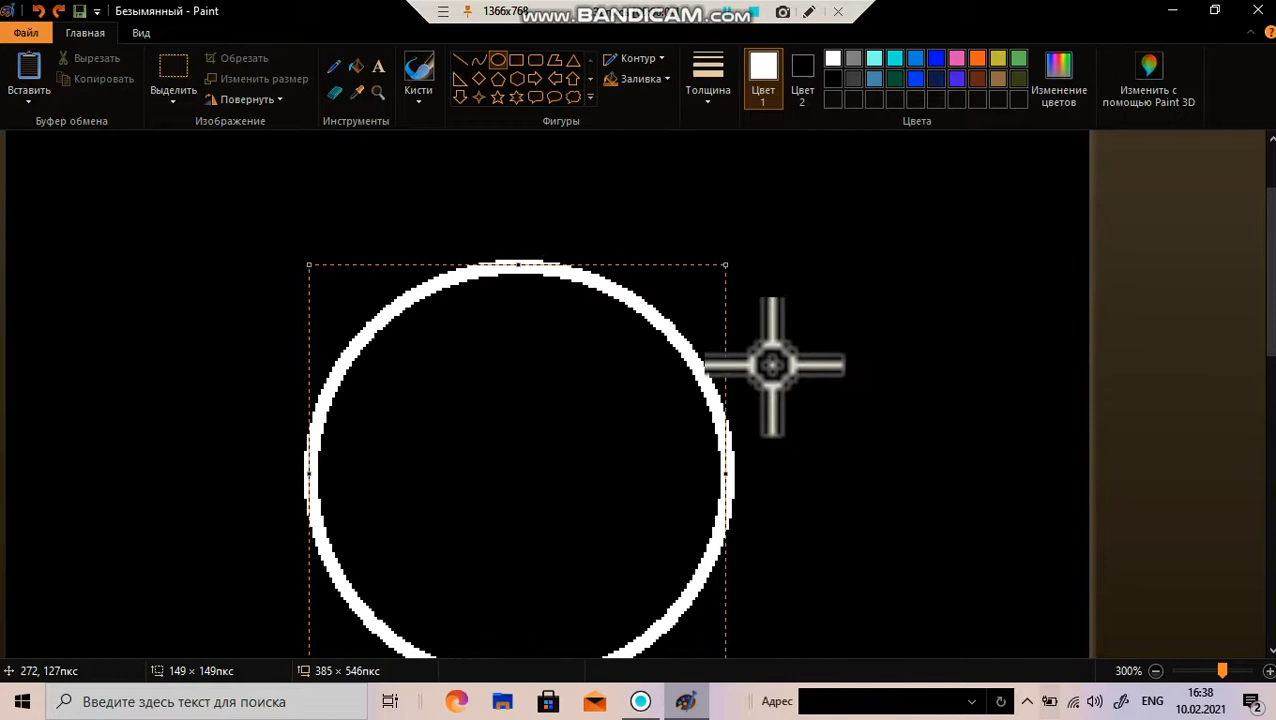 Безымянный - Paint
1366x768
www.BANDICAM.com
Файл
Главная
Вид
Вставить
Вырезать
Копировать
Буфер обмена
Выделить
Обрезать
Изменить размер
Повернуть
Изображение
A
Инструменты
Кисти
Контур
Заливка
Фигуры
Толщина
Цвет
1
Цвет
2
Изменение
цветов
Цвета
Изменить с
помощью Paint 3D
272, 127пкс
149 × 149пкс
385 × 546пкс
300%
Введите здесь текст для поиска
Адрес
ENG
16:38
10.02.2021
2